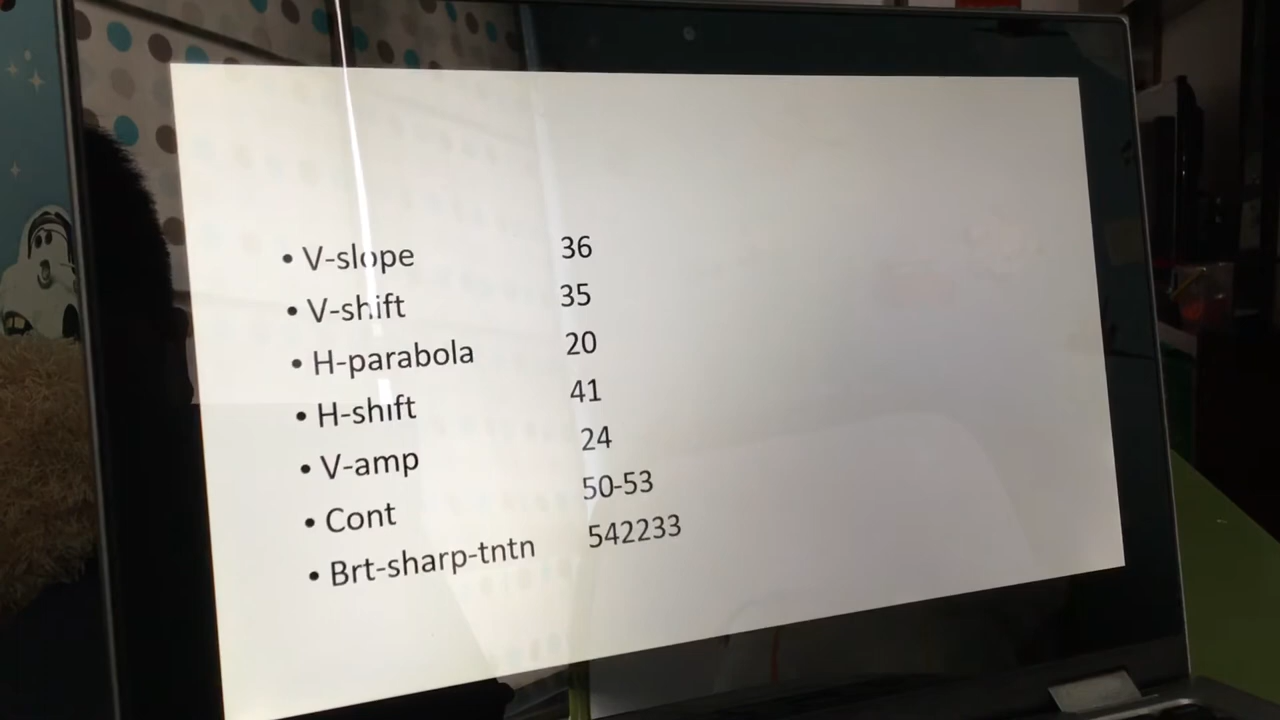 • V-slope 36
• V-shift 35
• H-parabola 20
• H-shift 41
• V-amp 24
• Cont 50-53
• Brt-sharp-tntn 542233